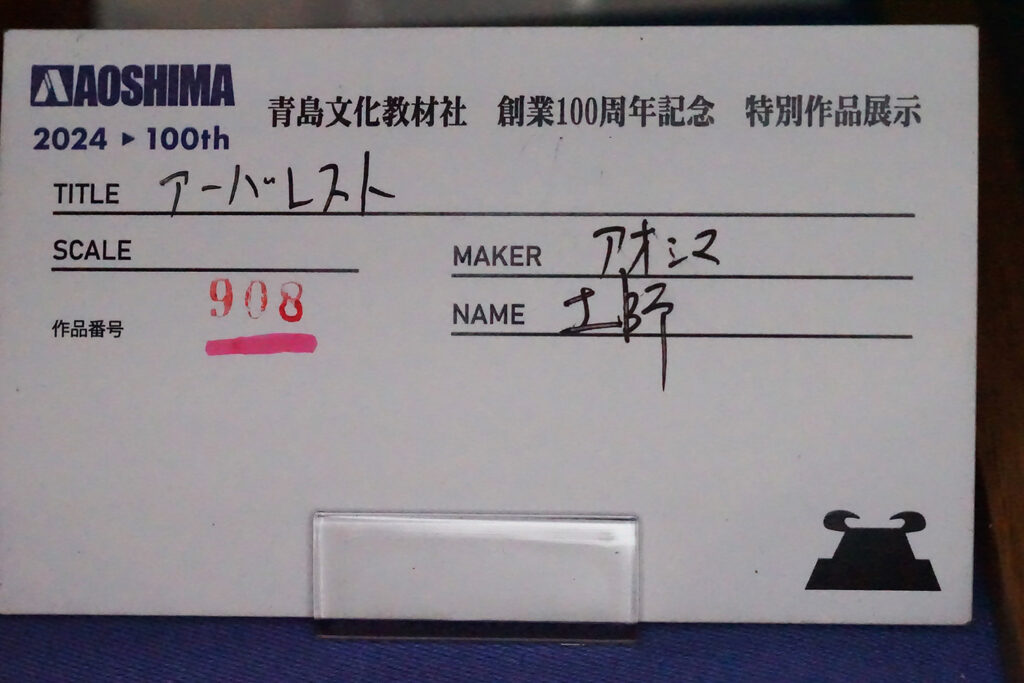 AOSHIMA
2024 ▶ 100th
青島文化教材社 創業100周年記念 特別作品展示
TITLE アーバレスト
SCALE
MAKER アオシマ
作品番号 908
NAME 土師